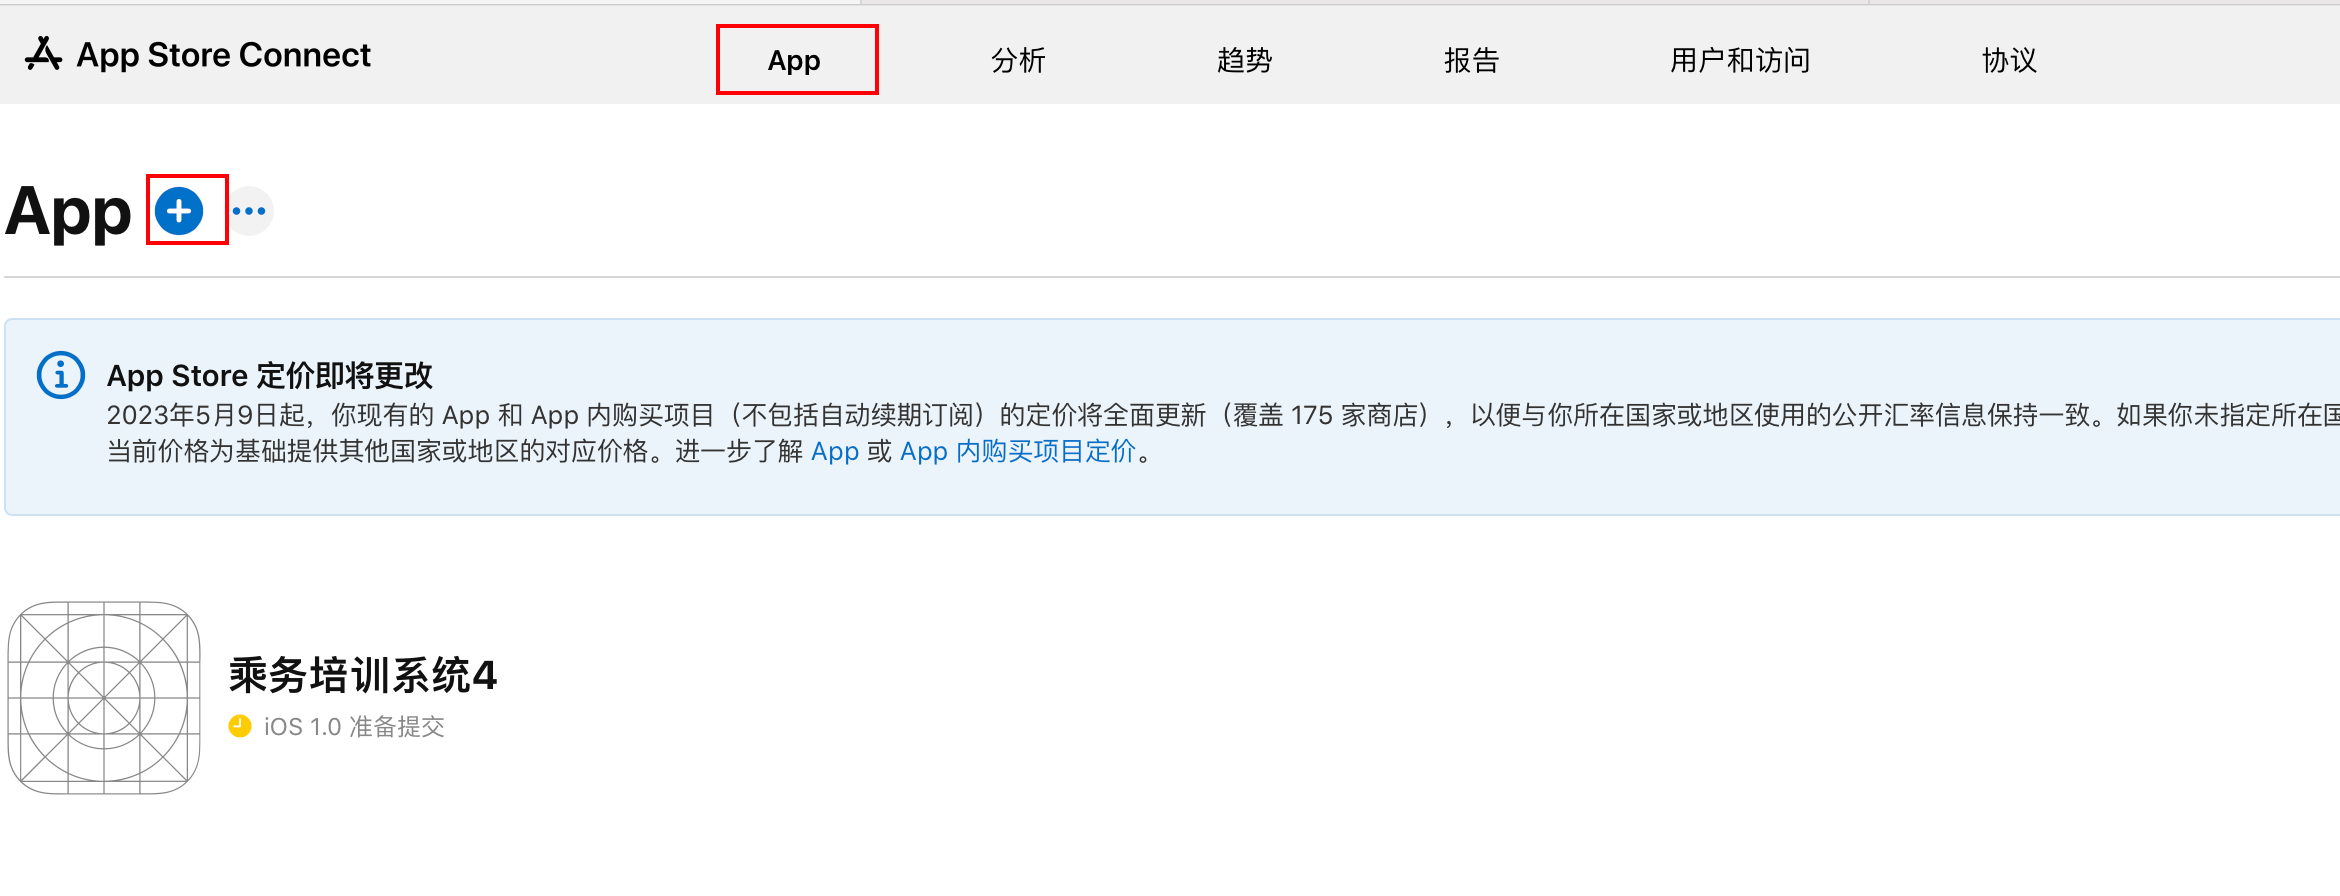 App Store Connect
App
分析
趋势
报告
用户和访问
协议
App
App Store 定价即将更改
2023年5月9日起，你现有的 App 和 App 内购买项目（不包括自动续期订阅）的定价将全面更新（覆盖 175 家商店），以便与你所在国家或地区使用的公开汇率信息保持一致。如果你未指定所在国
当前价格为基础提供其他国家或地区的对应价格。进一步了解 App 或 App 内购买项目定价。
乘务培训系统4
iOS 1.0 准备提交